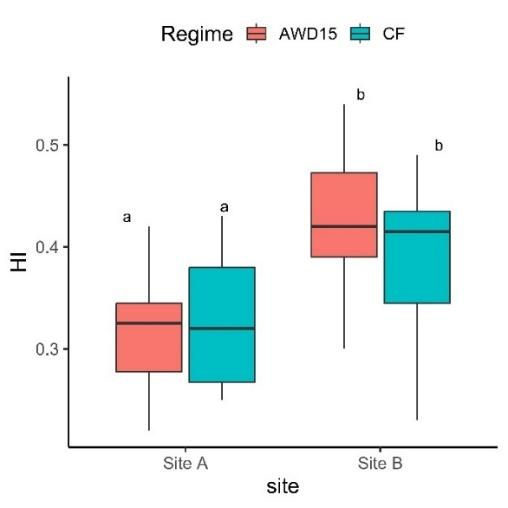 Regime AWD15 CF
b
0.5
b
a
a
0.4
HI
0.3
Site A Site B
site